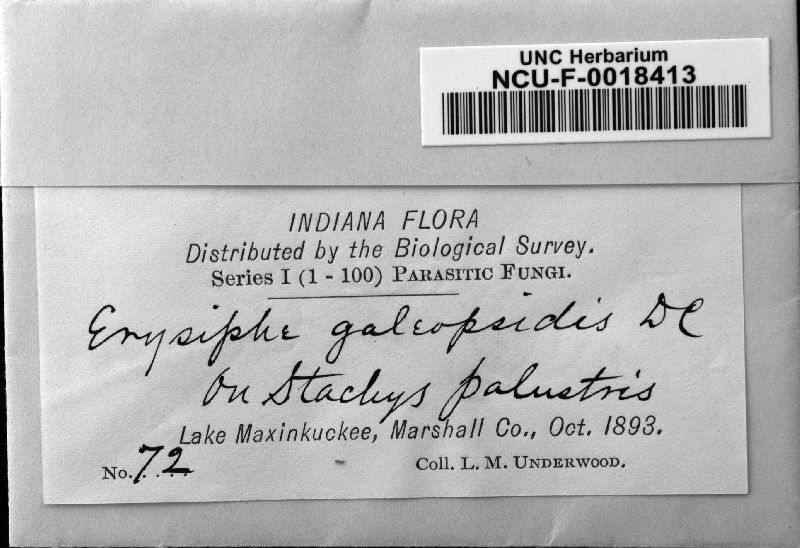 UNC Herbarium
NCU-F-0018413
INDIANA FLORA
Distributed by the Biological Survey.
Series I (1 - 100) PARASITIC FUNGI.
Erysiphe galeopsidis DC
On Stachys palustris
Lake Maxinkuckee, Marshall Co., Oct. 1893.
No. 72
Coll. L. M. UNDERWOOD.